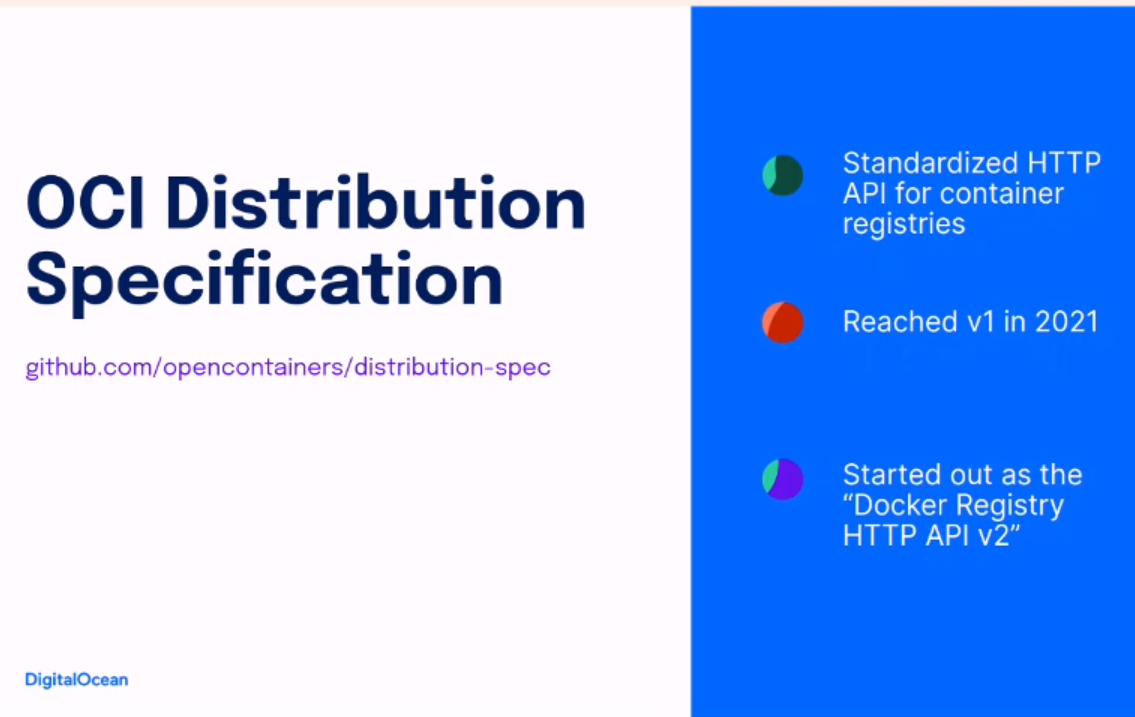 OCI Distribution
Specification
github.com/opencontainers/distribution-spec
DigitalOcean
Standardized HTTP
API for container
registries
Reached v1 in 2021
Started out as the
“Docker Registry
HTTP API v2”